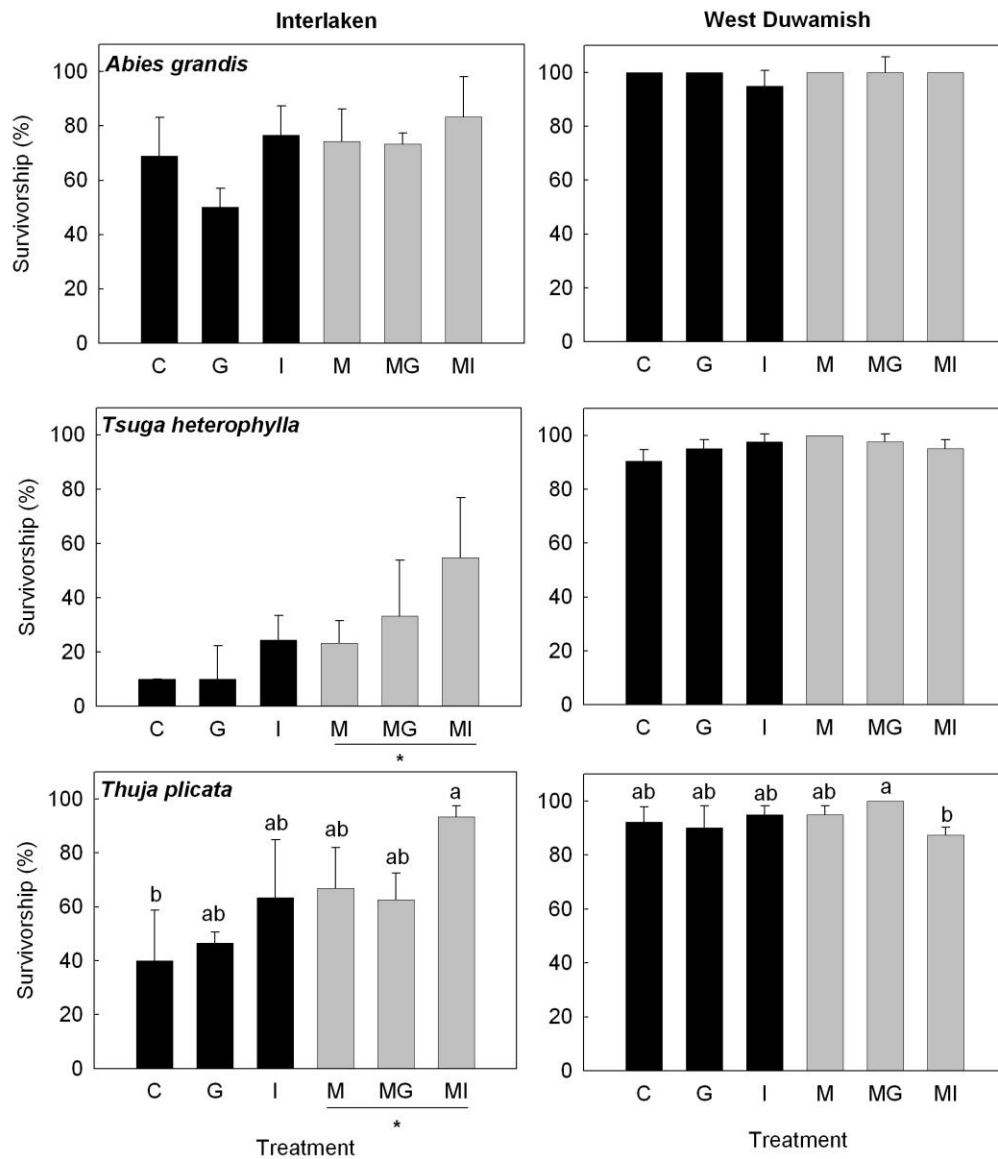 Interlaken
West Duwamish
Abies grandis
Survivorship (%)
100
80
60
40
20
0
C G I M MG MI
100
80
60
40
20
0
C G I M MG MI
Tsuga heterophylla
Survivorship (%)
100
80
60
40
20
0
C G I M MG MI
*
100
80
60
40
20
0
C G I M MG MI
Thuja plicata
Survivorship (%)
100
80
60
40
20
0
b ab ab ab ab a
C G I M MG MI
*
Treatment
100
80
60
40
20
0
ab ab ab ab a b
C G I M MG MI
Treatment